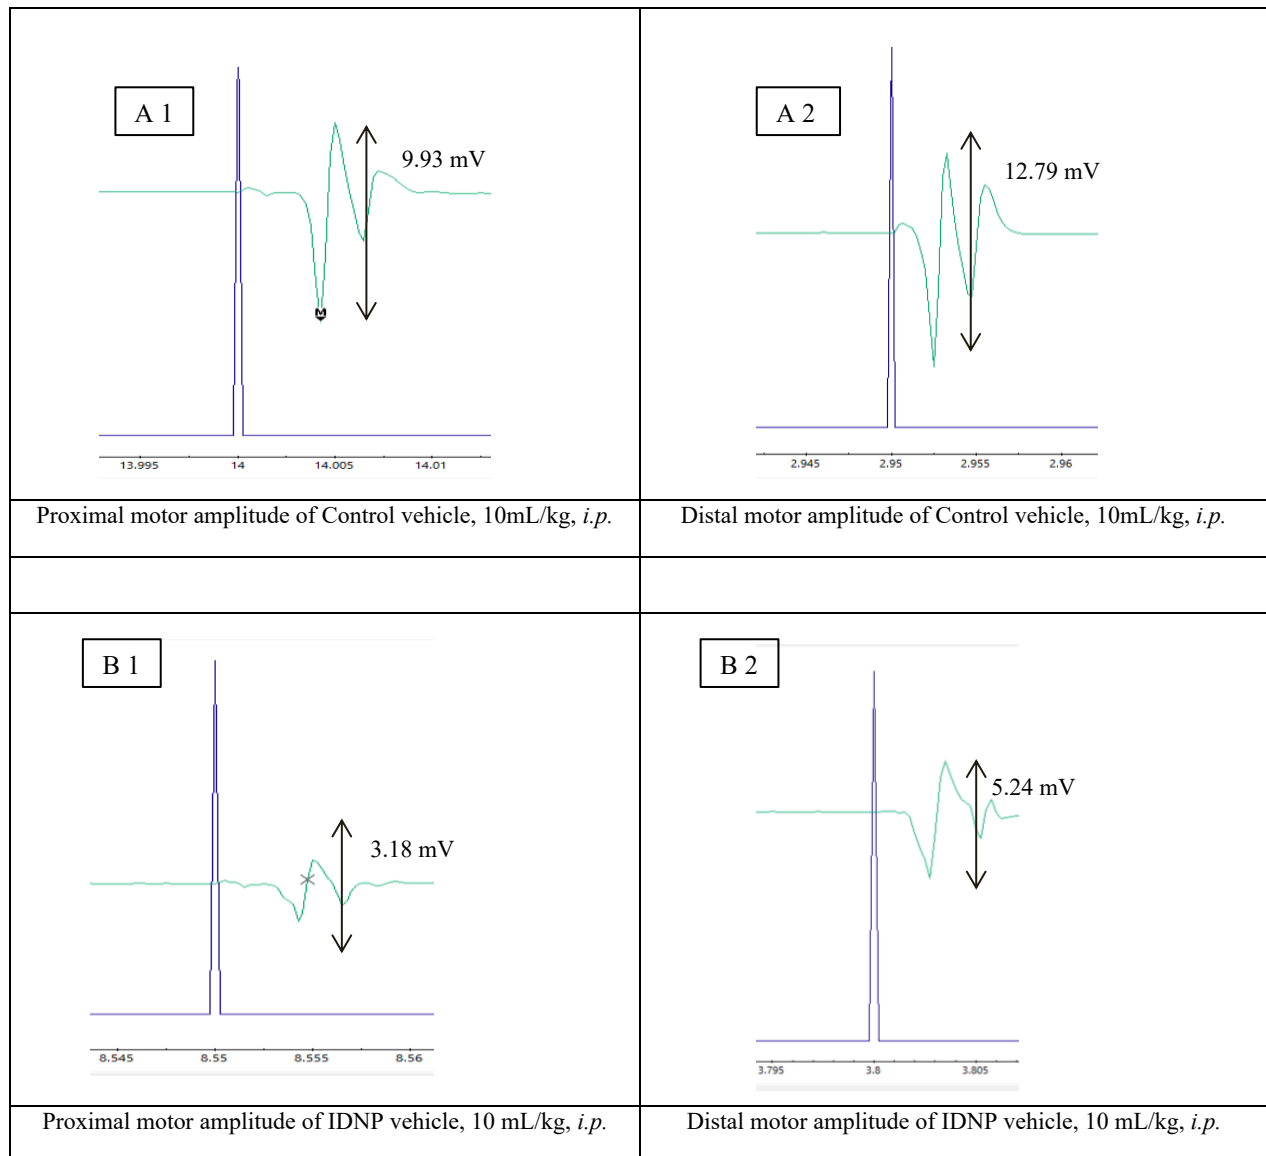 A 1
9.93 mV
13.995 14 14.005 14.01
A 2
12.79 mV
2.945 2.95 2.955 2.96
Proximal motor amplitude of Control vehicle, 10mL/kg, i.p.
Distal motor amplitude of Control vehicle, 10mL/kg, i.p.
B 1
3.18 mV
8.545 8.55 8.555 8.56
B 2
5.24 mV
3.795 3.8 3.805
Proximal motor amplitude of IDNP vehicle, 10 mL/kg, i.p.
Distal motor amplitude of IDNP vehicle, 10 mL/kg, i.p.